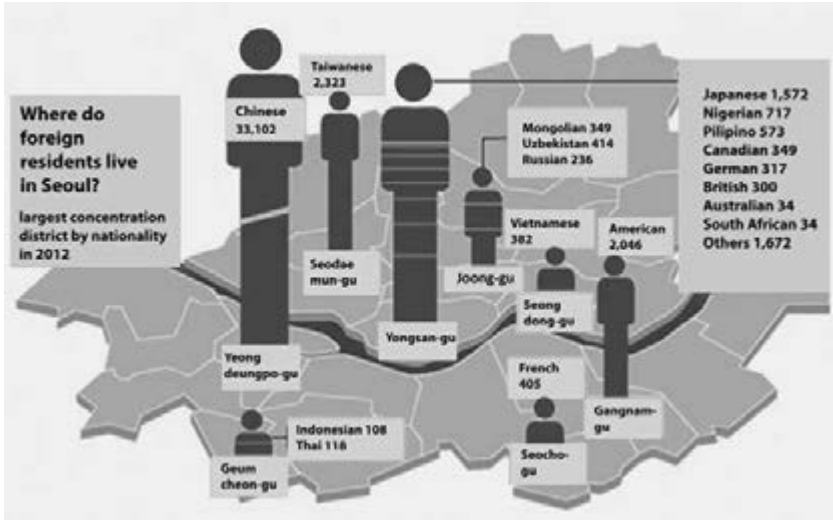 Where do
foreign
residents live
in Seoul?
largest concentration
district by nationality
in 2012
Chinese
33,102
Yeong
deungpo-gu
Taiwanese
2,323
Seodae
mun-gu
Yongsan-gu
Japanese 1,572
Nigerian 717
Pilipino 573
Canadian 349
German 317
British 300
Australian 34
South African 34
Others 1,672
Mongolian 349
Uzbekistan 414
Russian 236
Joong-gu
Vietnamese
382
Seong
dong-gu
American
2,046
Gangnam-
gu
French
405
Seocho-
gu
Indonesian 108
Thai 118
Geum
cheon-gu